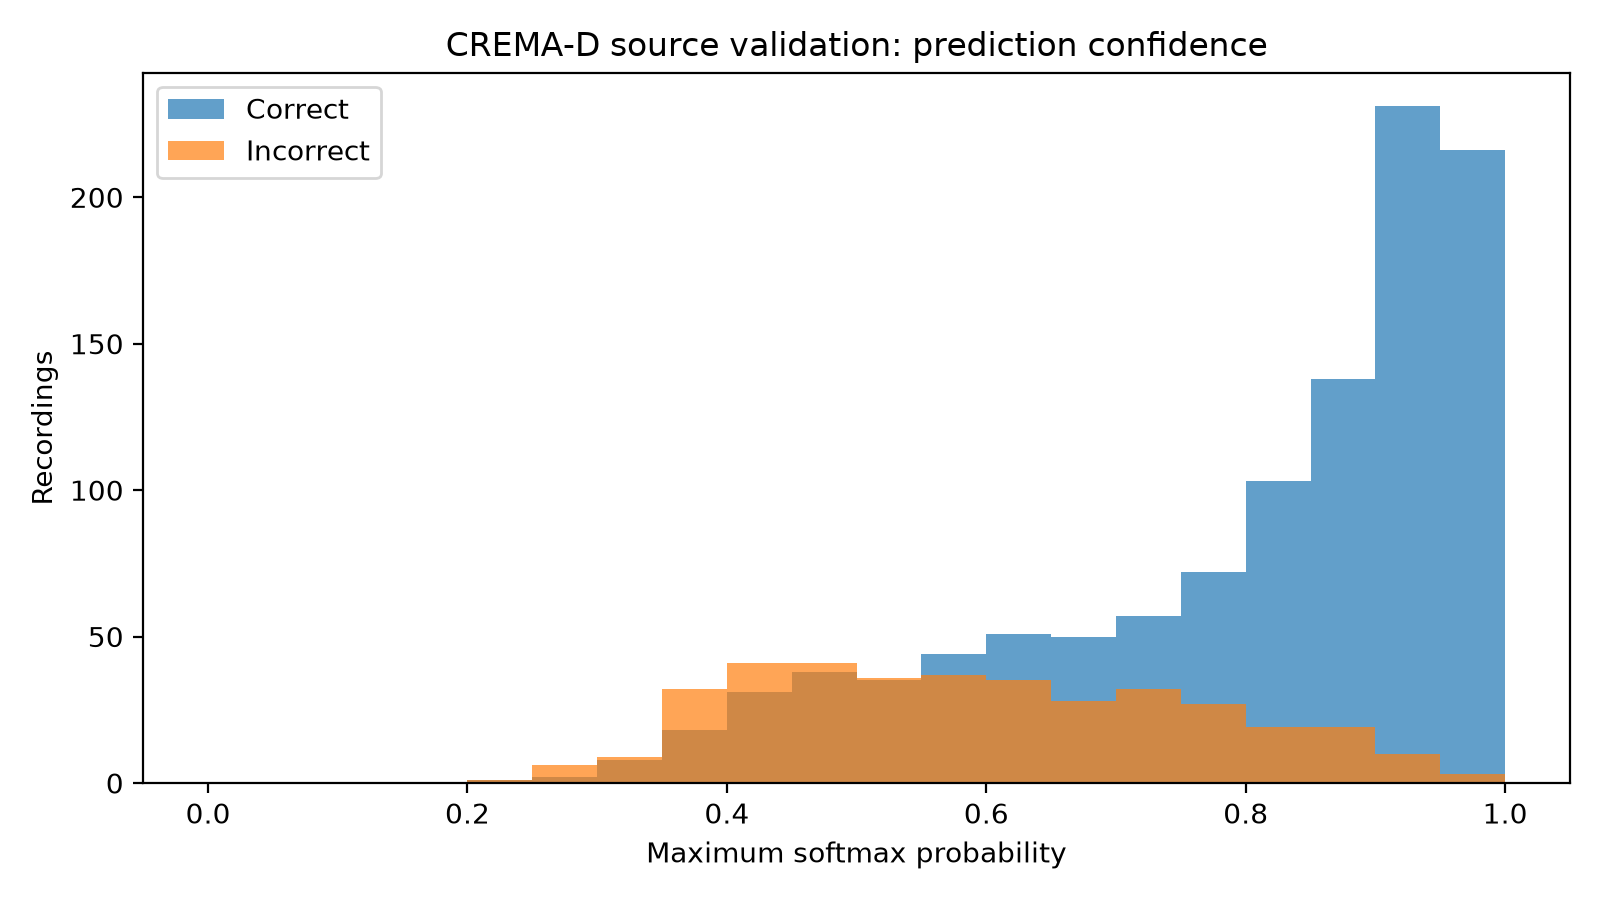 CREMA-D source validation: prediction confidence
Correct
Incorrect
200
150
100
50
0
Recordings
0.0 0.2 0.4 0.6 0.8 1.0
Maximum softmax probability